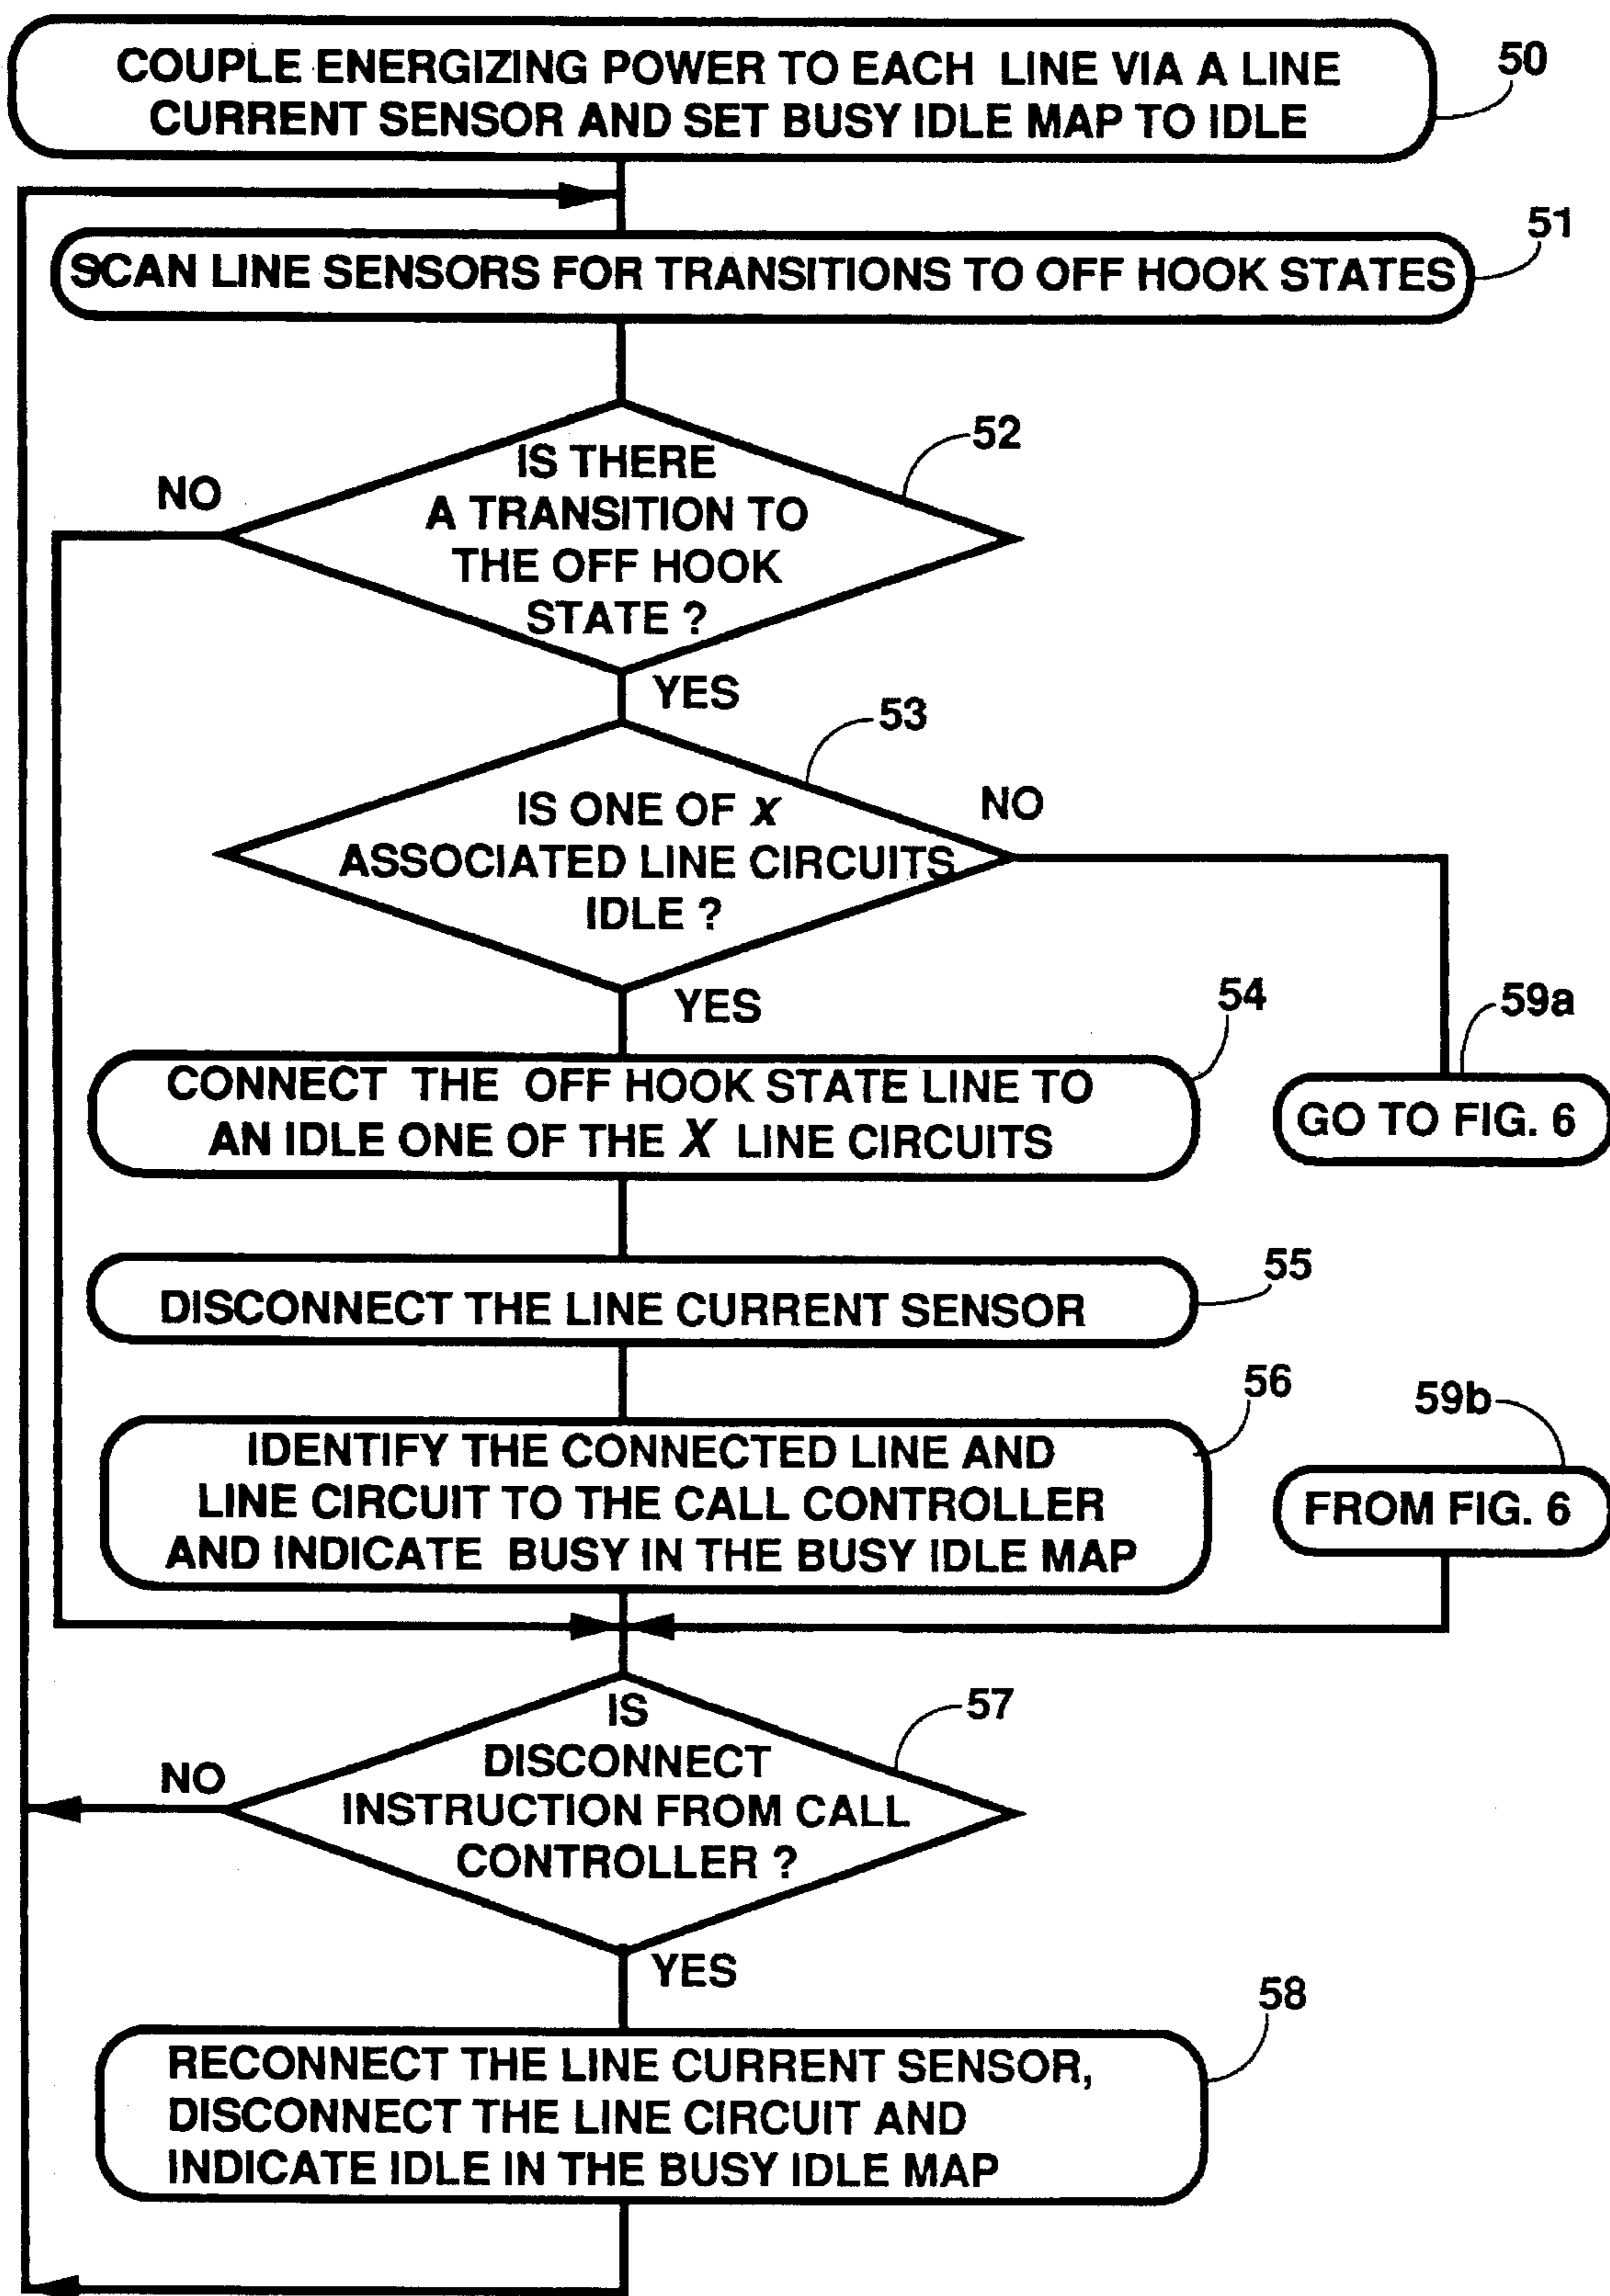 COUPLE ENERGIZING POWER TO EACH LINE VIA A LINE
CURRENT SENSOR AND SET BUSY IDLE MAP TO IDLE
50
51
SCAN LINE SENSORS FOR TRANSITIONS TO OFF HOOK STATES
52
IS THERE
A TRANSITION TO
THE OFF HOOK
STATE ?
NO
YES
53
IS ONE OF X
ASSOCIATED LINE CIRCUITS
IDLE ?
NO
YES
54
CONNECT THE OFF HOOK STATE LINE TO
AN IDLE ONE OF THE X LINE CIRCUITS
59a
GO TO FIG. 6
55
DISCONNECT THE LINE CURRENT SENSOR
56
IDENTIFY THE CONNECTED LINE AND
LINE CIRCUIT TO THE CALL CONTROLLER
AND INDICATE BUSY IN THE BUSY IDLE MAP
59b
FROM FIG. 6
57
IS
DISCONNECT
INSTRUCTION FROM CALL
CONTROLLER ?
NO
YES
58
RECONNECT THE LINE CURRENT SENSOR,
DISCONNECT THE LINE CIRCUIT AND
INDICATE IDLE IN THE BUSY IDLE MAP